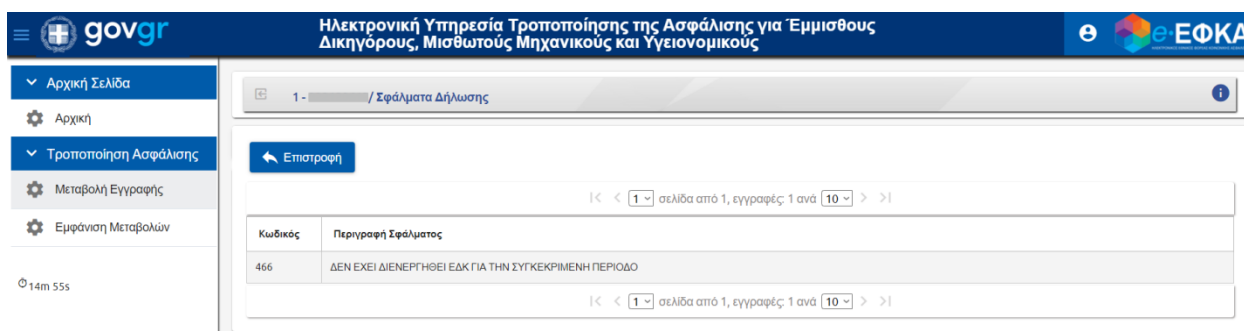 govgr
Ηλεκτρονική Υπηρεσία Τροποποίησης της Ασφάλισης για Έμμισθους
Δικηγόρους, Μισθωτούς Μηχανικούς και Υγειονομικούς
e-ΕΦΚΑ
Αρχική Σελίδα
Αρχική
Τροποποίηση Ασφάλισης
Μεταβολή Εγγραφής
Εμφάνιση Μεταβολών
14m 55s
1 - / Σφάλματα Δήλωσης
Επιστροφή
1 σελίδα από 1, εγγραφές: 1 ανά 10
Κωδικός Περιγραφή Σφάλματος
466 ΔΕΝ ΕΧΕΙ ΔΙΕΝΕΡΓΗΘΕΙ ΕΔΚ ΓΙΑ ΤΗΝ ΣΥΓΚΕΚΡΙΜΕΝΗ ΠΕΡΙΟΔΟ
1 σελίδα από 1, εγγραφές: 1 ανά 10